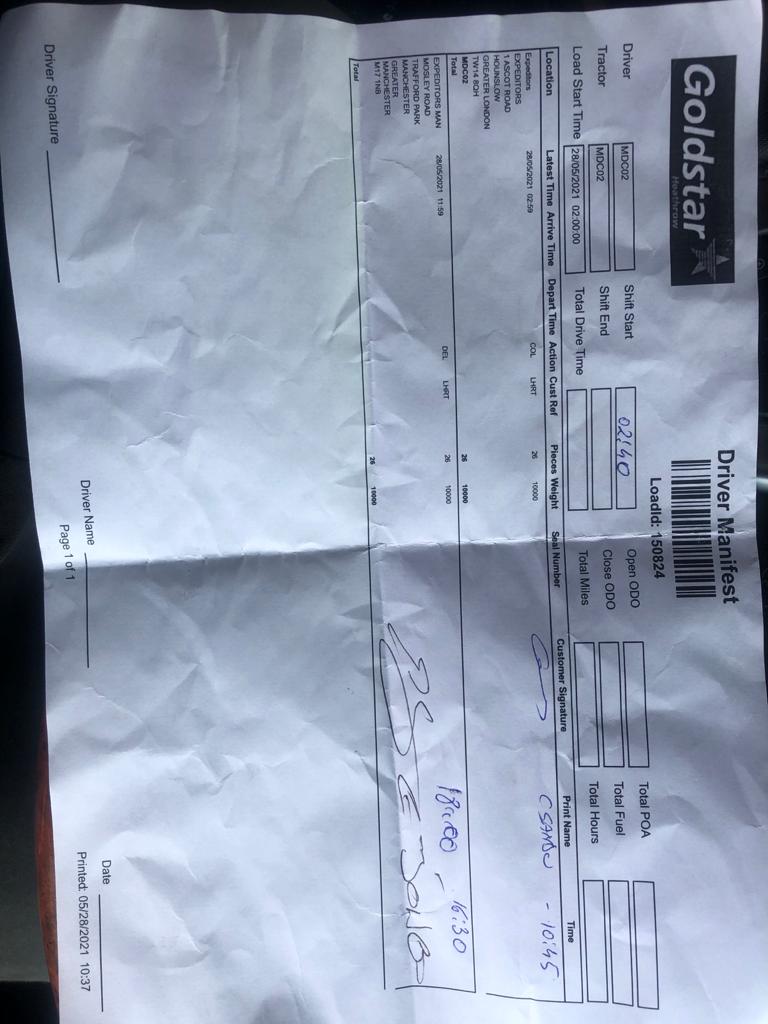 Goldstar
Heathrow
Driver Manifest
LoadId: 150824
Driver MDC02 Shift Start 02:40 Open ODO Total POA
Tractor MDC02 Shift End Close ODO Total Fuel
Load Start Time 28/05/2021 02:00:00 Total Drive Time Total Miles Total Hours
Location Latest Time Arrive Time Depart Time Action Cust Ref Pieces Weight Seal Number Customer Signature Print Name Time
Expeditors 28/05/2021 02:59 COL LHRT 26 10000 - 10:45
EXPEDITORS
1 ASCOT ROAD
HOUNSLOW
GREATER LONDON
TW14 8QH
MDC02
Total 26 10000
EXPEDITORS MAN 28/05/2021 11:59 DEL LHRT 26 10000 - 16:30
MOSLEY ROAD
TRAFFORD PARK
MANCHESTER
GREATER
MANCHESTER
M17 1NB
Total 26 10000
Driver Signature Driver Name Date
Page 1 of 1 Printed: 05/28/2021 10:37